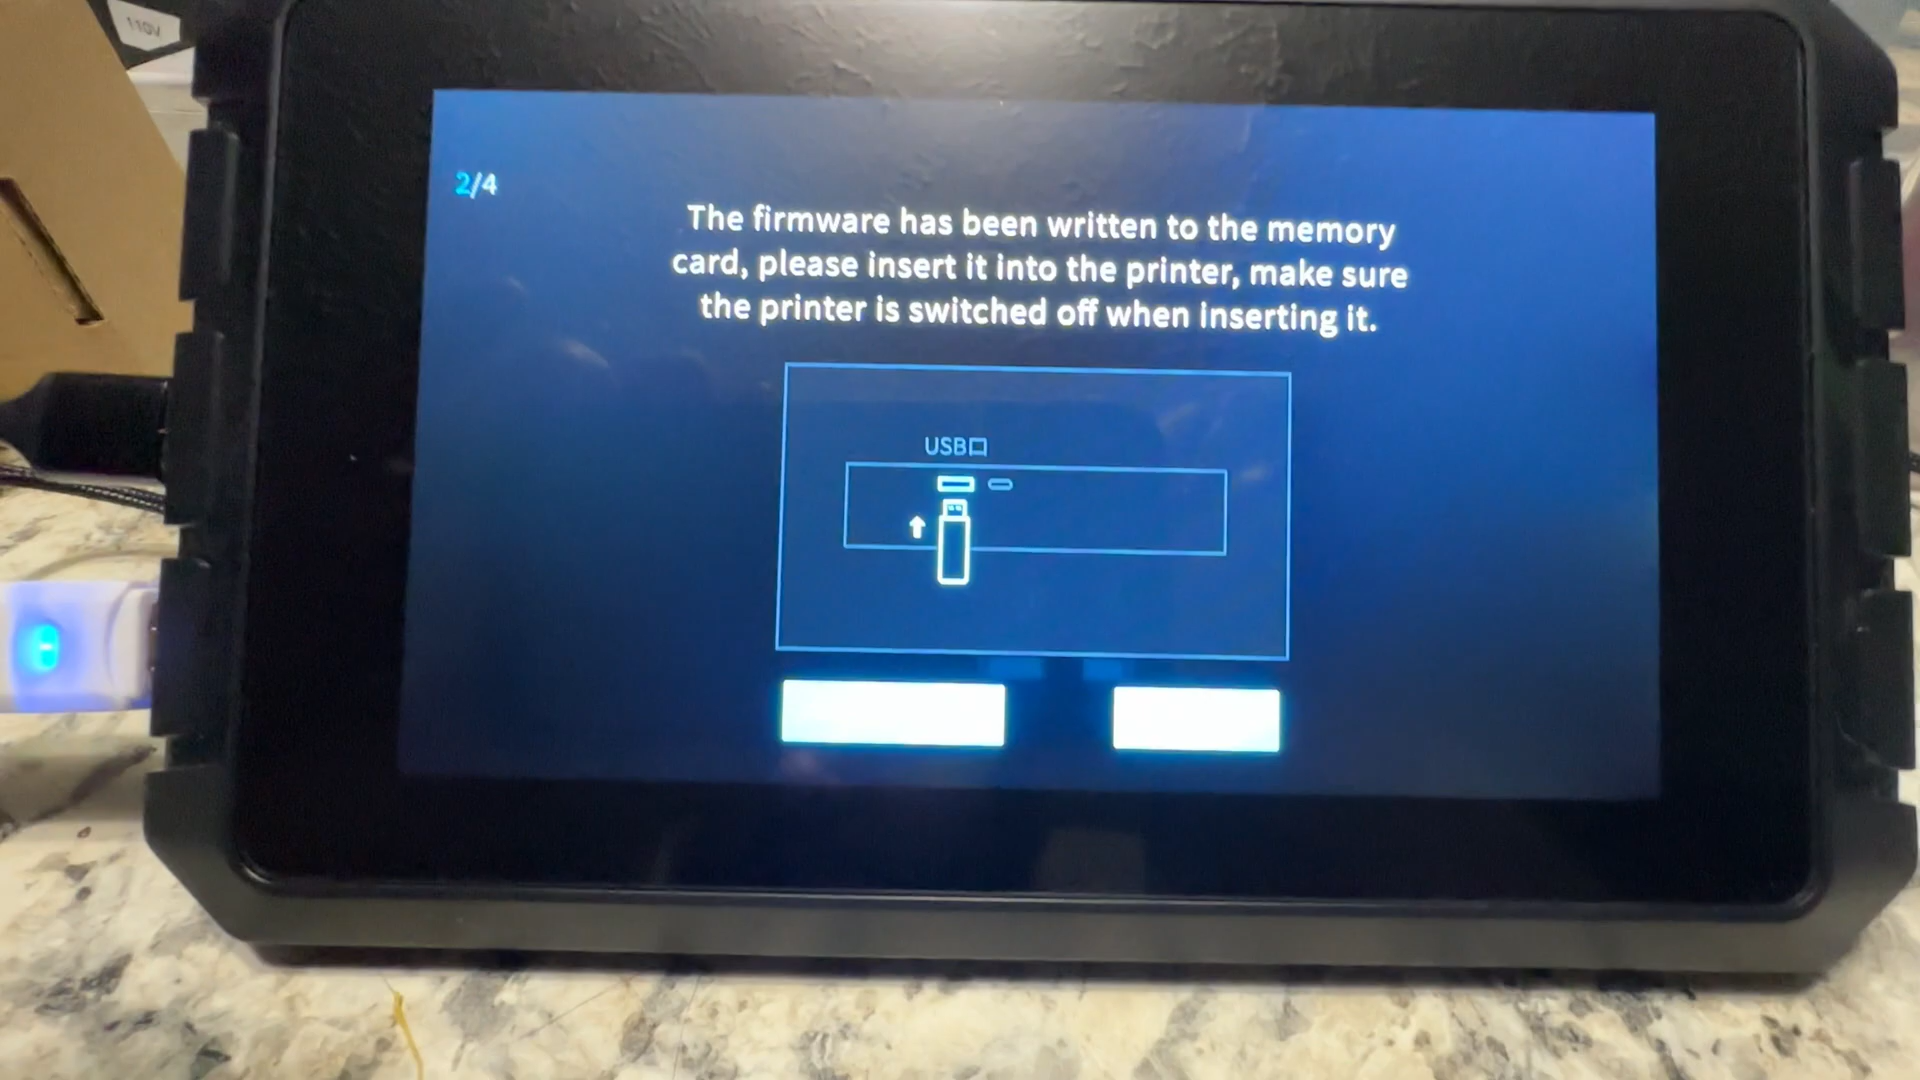 110V
2/4
The firmware has been written to the memory
card, please insert it into the printer, make sure
the printer is switched off when inserting it.
USB口